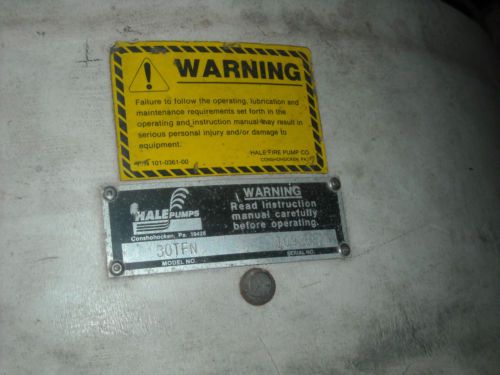 WARNING
Failure to follow the operating, lubrication and
maintenance requirements set forth in the
operating and instruction manual may result in
serious personal injury and/or damage to
equipment.
HALE FIRE PUMP CO.
P/N 101-0361-00
CONSHOHOCKEN, PA
HALE PUMPS
Conshohocken, Pa. 19428
WARNING
Read Instruction
manual carefully
before operating.
30TFN
MODEL NO.
SERIAL NO.